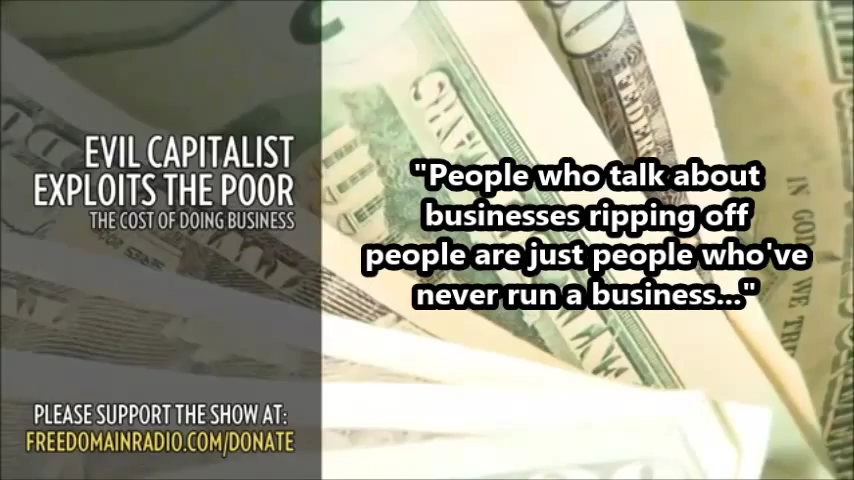 EVIL CAPITALIST
EXPLOITS THE POOR
THE COST OF DOING BUSINESS
"People who talk about
businesses ripping off
people are just people who've
never run a business..."
PLEASE SUPPORT THE SHOW AT:
FREEDOMAINRADIO.COM/DONATE